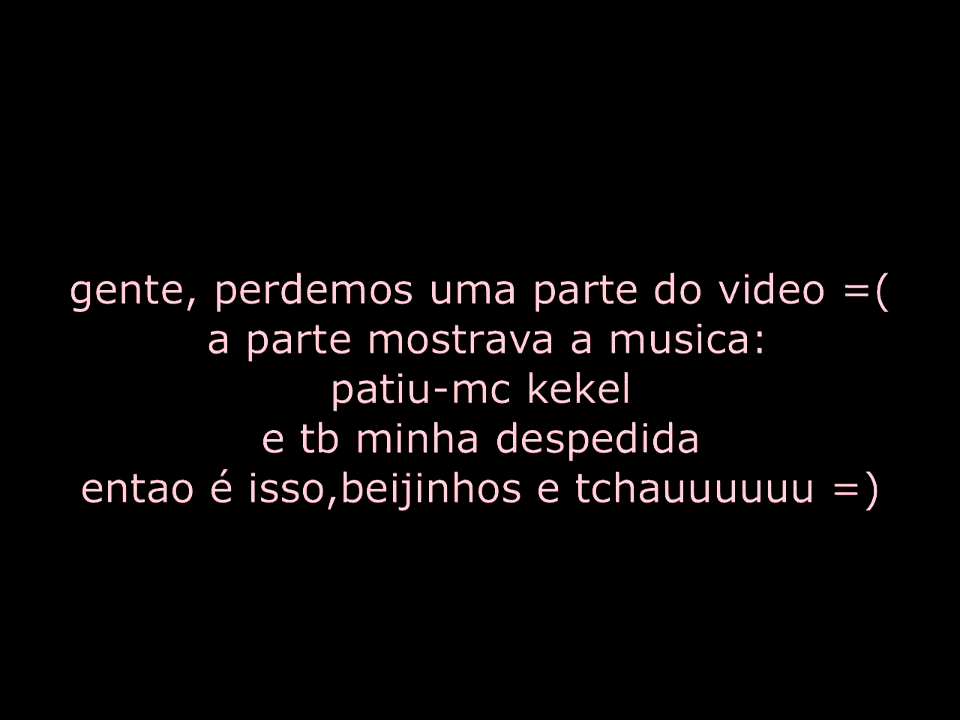 gente, perdemos uma parte do video =(
a parte mostrava a musica:
patiu-mc kekel
e tb minha despedida
entao é isso,beijinhos e tchauuuuuu =)